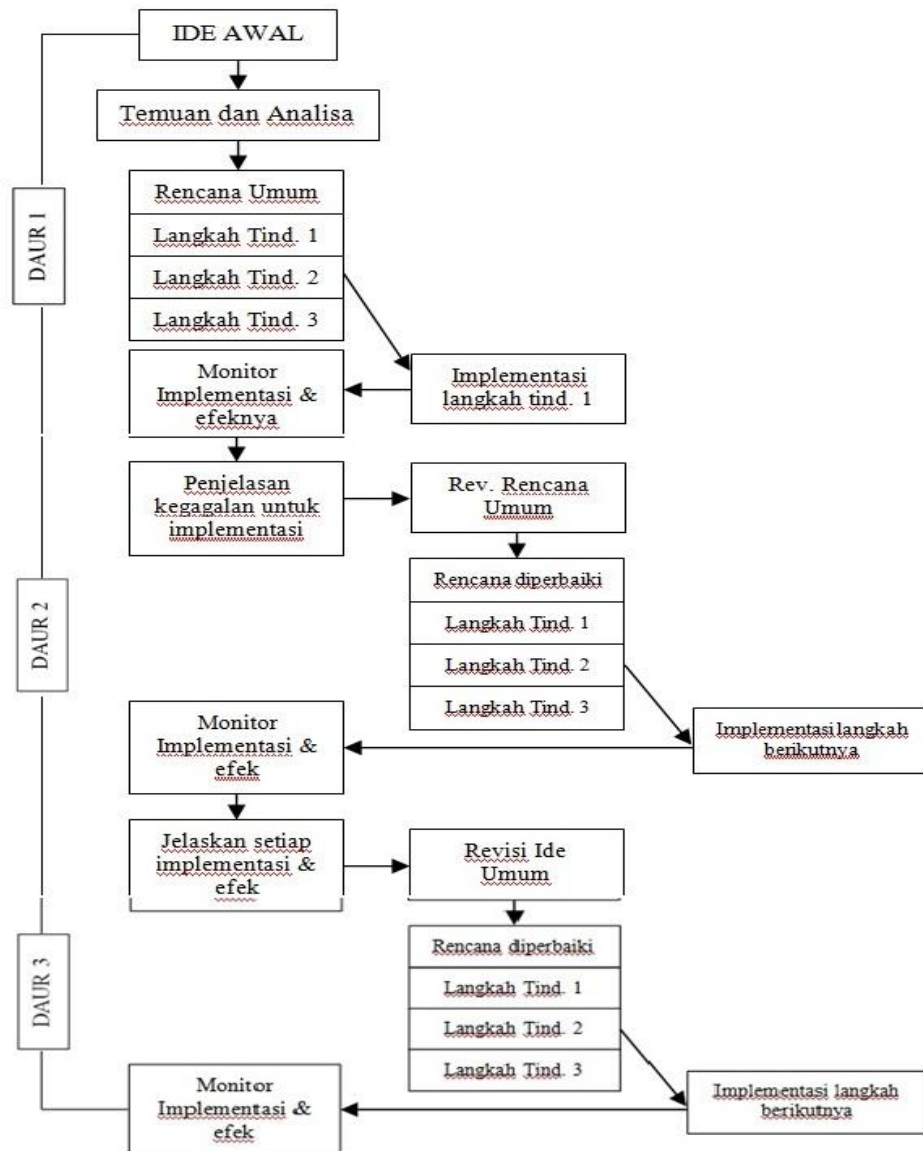 IDE AWAL
Temuan dan Analisa
Rencana Umum
Langkah Tind. 1
Langkah Tind. 2
Langkah Tind. 3
DAUR 1
Monitor
Implementasi &
efeknya
Implementasi
langkah tind. 1
Penjelasan
kegagalan untuk
implementasi
Rev. Rencana
Umum
Rencana diperbaiki
Langkah Tind. 1
Langkah Tind. 2
Langkah Tind. 3
DAUR 2
Monitor
Implementasi &
efek
Implementasi langkah
berikutnya
Jelaskan setiap
implementasi &
efek
Revisi Ide
Umum
Rencana diperbaiki
Langkah Tind. 1
Langkah Tind. 2
Langkah Tind. 3
DAUR 3
Monitor
Implementasi &
efek
Implementasi langkah
berikutnya